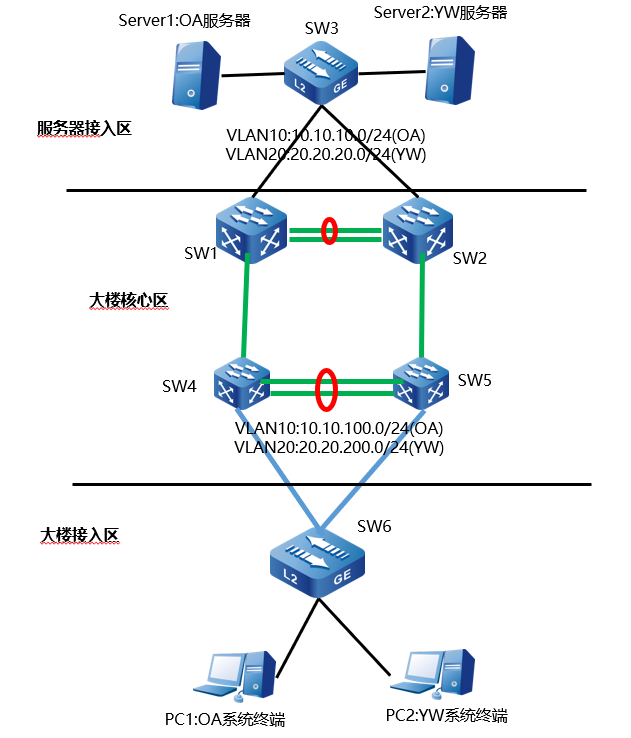 Server1:OA服务器
Server2:YW服务器
SW3
L2
GE
服务器接入区
VLAN10:10.10.10.0/24(OA)
VLAN20:20.20.20.0/24(YW)
SW1
SW2
大楼核心区
SW4
SW5
VLAN10:10.10.100.0/24(OA)
VLAN20:20.20.200.0/24(YW)
大楼接入区
SW6
L2
GE
PC1:OA系统终端
PC2:YW系统终端